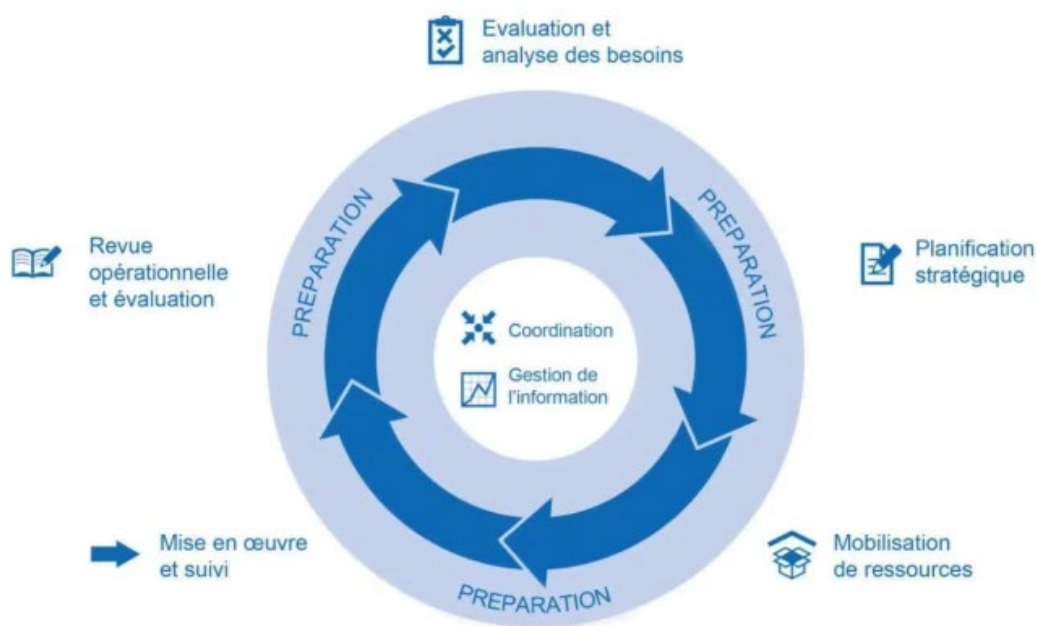 Evaluation et
analyse des besoins
PREPARATION
PREPARATION
Revue
opérationnelle
et évaluation
Planification
stratégique
Coordination
Gestion de
l'information
Mise en œuvre
et suivi
Mobilisation
de ressources
PREPARATION